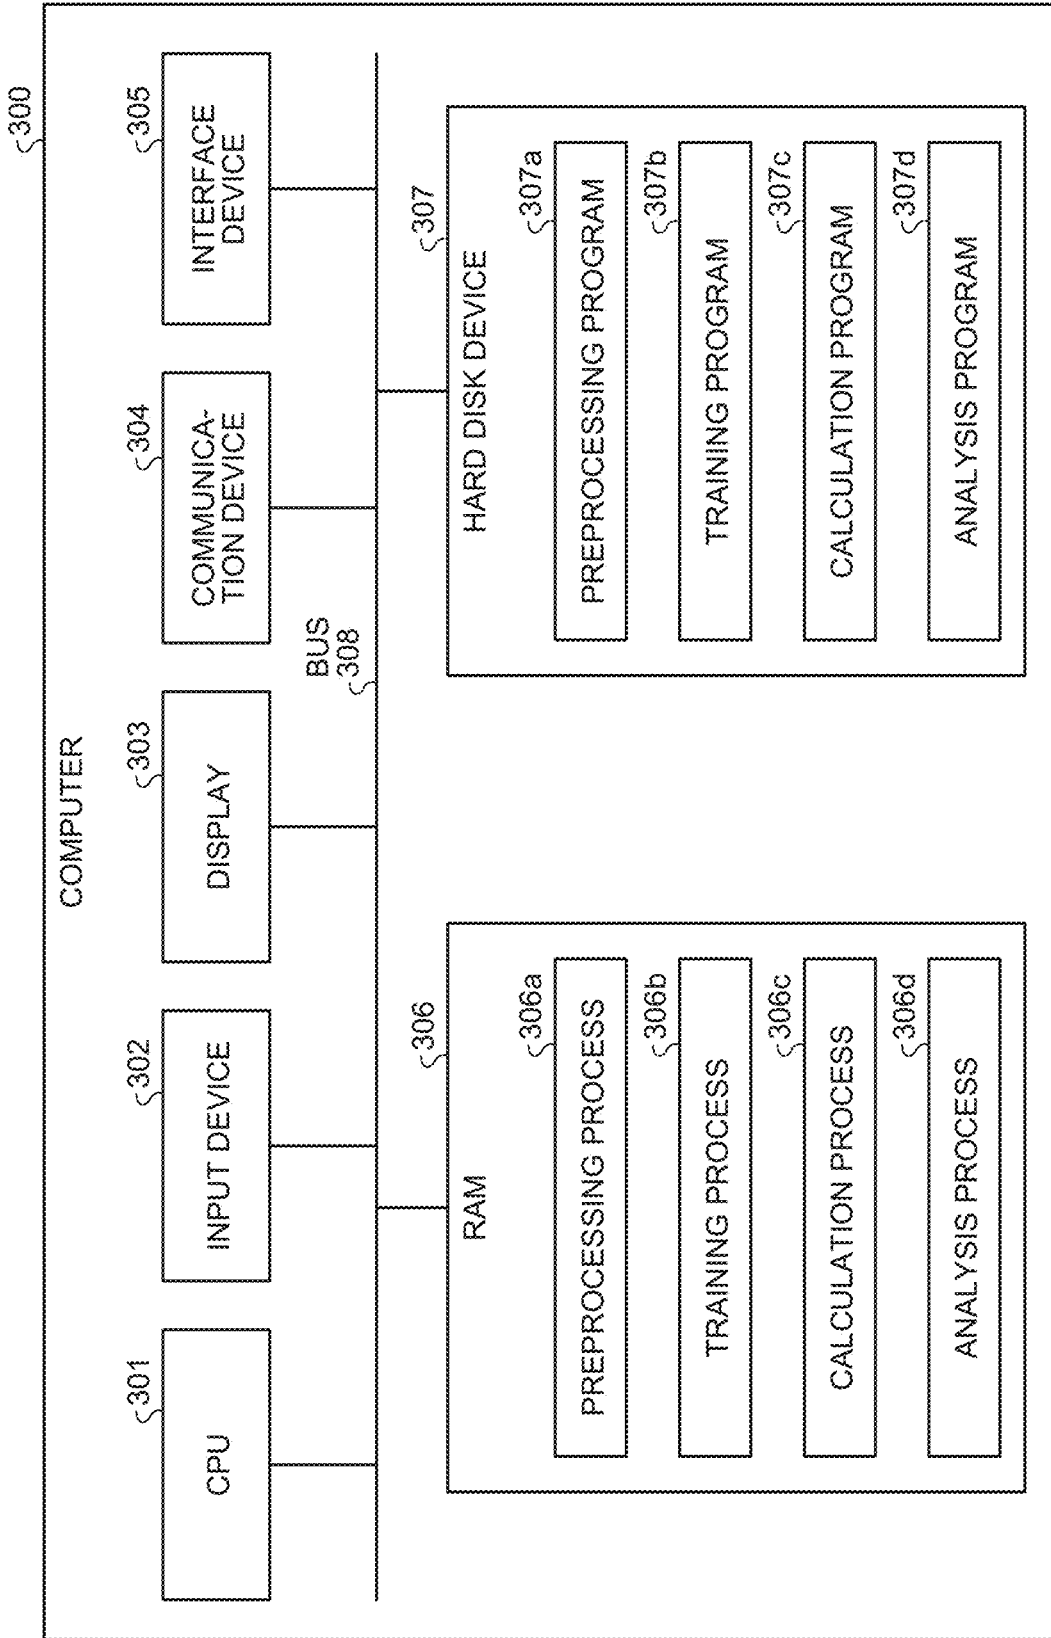 300
COMPUTER
301
CPU
302
INPUT DEVICE
303
DISPLAY
304
COMMUNICA-
TION DEVICE
305
INTERFACE
DEVICE
BUS
308
306
RAM
306a
PREPROCESSING PROCESS
306b
TRAINING PROCESS
306c
CALCULATION PROCESS
306d
ANALYSIS PROCESS
307
HARD DISK DEVICE
307a
PREPROCESSING PROGRAM
307b
TRAINING PROGRAM
307c
CALCULATION PROGRAM
307d
ANALYSIS PROGRAM